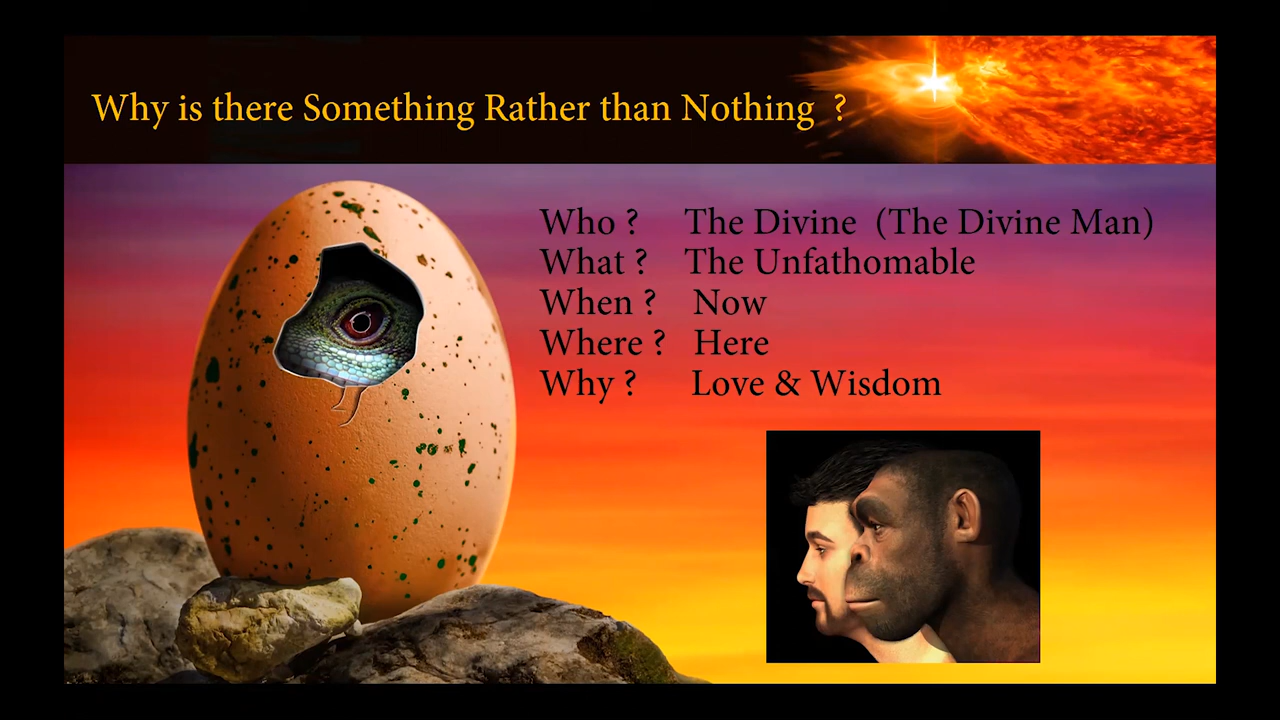 Why is there Something Rather than Nothing ?
Who ? The Divine (The Divine Man)
What ? The Unfathomable
When ? Now
Where ? Here
Why ? Love & Wisdom